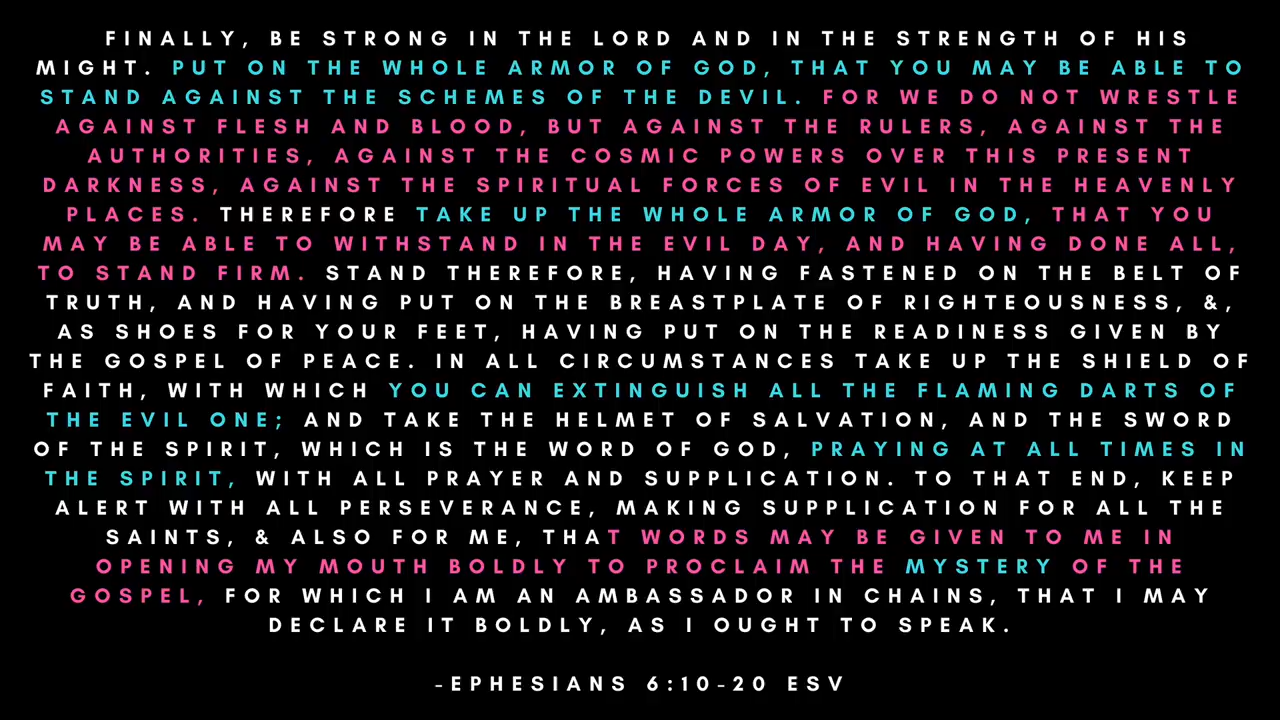 FINALLY, BE STRONG IN THE LORD AND IN THE STRENGTH OF HIS
MIGHT. PUT ON THE WHOLE ARMOR OF GOD, THAT YOU MAY BE ABLE TO
STAND AGAINST THE SCHEMES OF THE DEVIL. FOR WE DO NOT WRESTLE
AGAINST FLESH AND BLOOD, BUT AGAINST THE RULERS, AGAINST THE
AUTHORITIES, AGAINST THE COSMIC POWERS OVER THIS PRESENT
DARKNESS, AGAINST THE SPIRITUAL FORCES OF EVIL IN THE HEAVENLY
PLACES. THEREFORE TAKE UP THE WHOLE ARMOR OF GOD, THAT YOU
MAY BE ABLE TO WITHSTAND IN THE EVIL DAY, AND HAVING DONE ALL,
TO STAND FIRM. STAND THEREFORE, HAVING FASTENED ON THE BELT OF
TRUTH, AND HAVING PUT ON THE BREASTPLATE OF RIGHTEOUSNESS, &,
AS SHOES FOR YOUR FEET, HAVING PUT ON THE READINESS GIVEN BY
THE GOSPEL OF PEACE. IN ALL CIRCUMSTANCES TAKE UP THE SHIELD OF
FAITH, WITH WHICH YOU CAN EXTINGUISH ALL THE FLAMING DARTS OF
THE EVIL ONE; AND TAKE THE HELMET OF SALVATION, AND THE SWORD
OF THE SPIRIT, WHICH IS THE WORD OF GOD, PRAYING AT ALL TIMES IN
THE SPIRIT, WITH ALL PRAYER AND SUPPLICATION. TO THAT END, KEEP
ALERT WITH ALL PERSEVERANCE, MAKING SUPPLICATION FOR ALL THE
SAINTS, & ALSO FOR ME, THAT WORDS MAY BE GIVEN TO ME IN
OPENING MY MOUTH BOLDLY TO PROCLAIM THE MYSTERY OF THE
GOSPEL, FOR WHICH I AM AN AMBASSADOR IN CHAINS, THAT I MAY
DECLARE IT BOLDLY, AS I OUGHT TO SPEAK.
-EPHESIANS 6:10-20 ESV